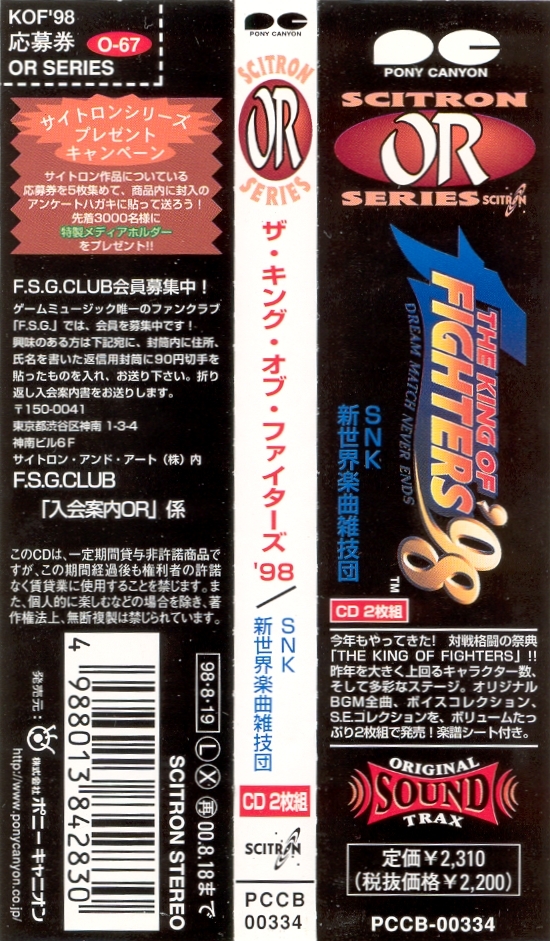 KOF'98
応募券 O-67
OR SERIES
サイトロンシリーズ
プレゼント
キャンペーン
サイトロン作品についている
応募券を5枚集めて、商品内に封入の
アンケートハガキに貼って送ろう！
先着3000名様に
特製メディアホルダー
をプレゼント!!
F.S.G.CLUB会員募集中！
ゲームミュージック唯一のファンクラブ
「F.S.G.」では、会員を募集中です！
興味のある方は下記宛に、封筒内に住所、
氏名を書いた返信用封筒に90円切手を
貼ったものを入れ、お送り下さい。折り
返し入会案内書をお送りします。
〒150-0041
東京都渋谷区神南 1-3-4
神南ビル6F
サイトロン・アンド・アート（株）内
F.S.G.CLUB
「入会案内OR」係
このCDは、一定期間貸与非許諾商品で
すが、この期間経過後も権利者の許諾
なく賃貸業に使用することを禁じます。ま
た、個人的に楽しむなどの場合を除き、著
作権法上、無断複製は禁じられています。
発売元：株式会社 ポニーキャニオン
http://www.ponycanyon.co.jp/
4 988013 842830
98・8・19 L X 再 00.8.18まで
SCITRON STEREO
PONY CANYON
SCITRON
OR
SERIES
ザ・キング・オブ・ファイターズ '98／SNK 新世界楽曲雑技団
CD 2枚組
SCITRON
PCCB
00334
PONY CANYON
SCITRON
OR
SERIES SCITRON
THE KING OF
FIGHTERS '98 TM
DREAM MATCH NEVER ENDS
SNK
新世界楽曲雑技団
CD 2枚組
今年もやってきた！ 対戦格闘の祭典
「THE KING OF FIGHTERS」!!
昨年を大きく上回るキャラクター数、
そして多彩なステージ。オリジナル
BGM全曲、ボイスコレクション、
S.E.コレクションを、ボリュームたっ
ぷり2枚組で発売！楽譜シート付き。
ORIGINAL
SOUND
TRAX
定価￥2,310
（税抜価格￥2,200）
PCCB-00334